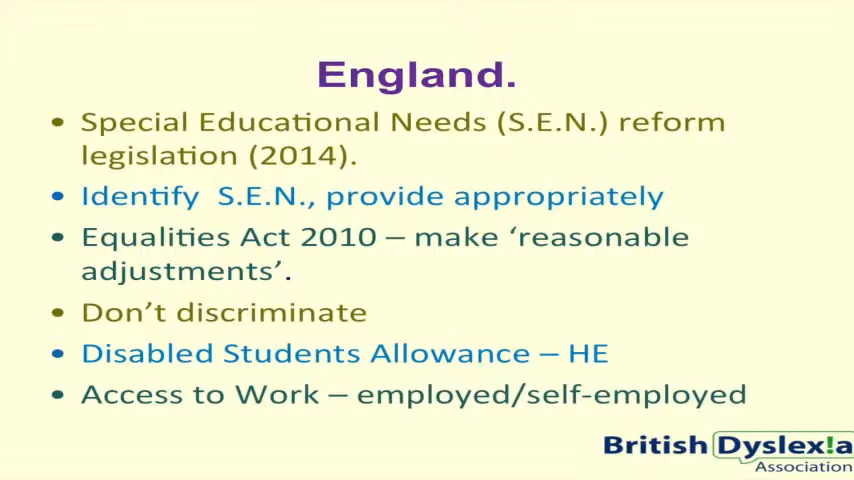 England.
• Special Educational Needs (S.E.N.) reform
legislation (2014).
• Identify  S.E.N., provide appropriately
• Equalities Act 2010 – make ‘reasonable
adjustments’.
• Don’t discriminate
• Disabled Students Allowance – HE
• Access to Work – employed/self-employed
British Dyslex!a
Association